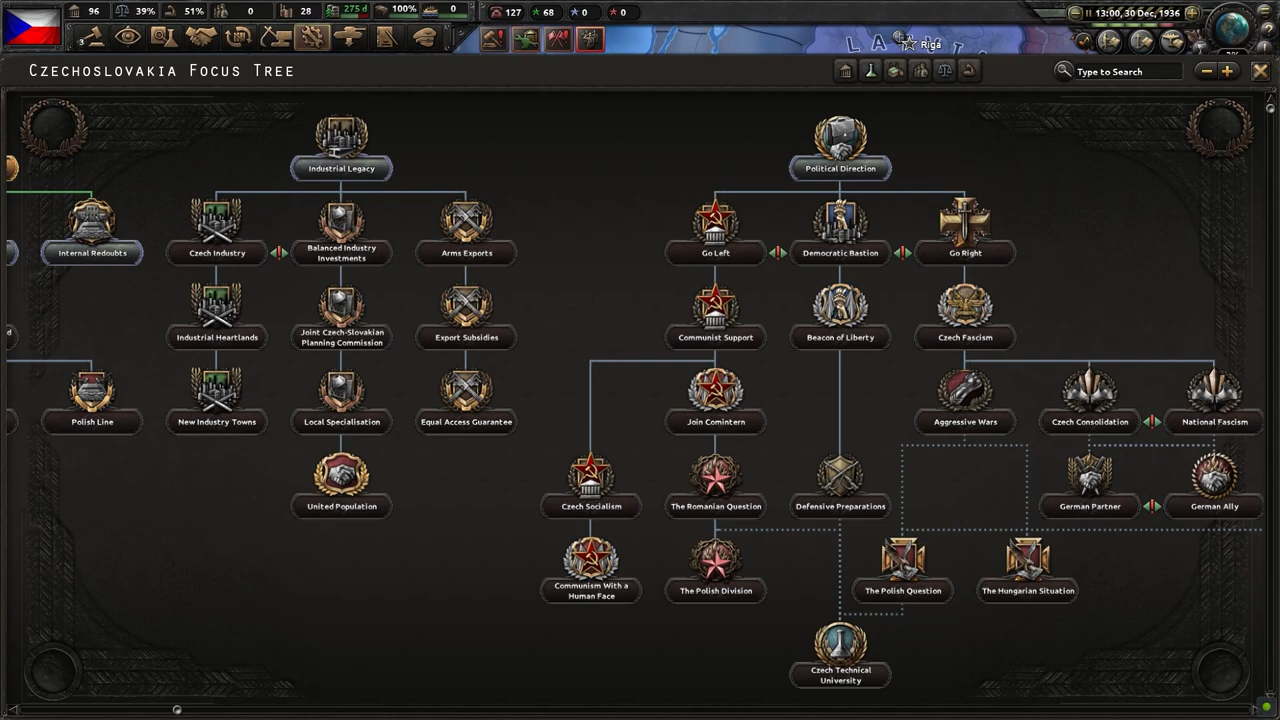 96
39%
51%
0
28
275 d
100%
0
127
68
0
0
13:00, 30 Dec, 1936
3
LAT
Riga
Czechoslovakia Focus Tree
Type to Search
Industrial Legacy
Political Direction
Internal Redoubts
Czech Industry
Balanced Industry
Investments
Arms Exports
Go Left
Democratic Bastion
Go Right
Industrial Heartlands
Joint Czech-Slovakian
Planning Commission
Export Subsidies
Communist Support
Beacon of Liberty
Czech Fascism
d
Polish Line
New Industry Towns
Local Specialisation
Equal Access Guarantee
Join Comintern
Aggressive Wars
Czech Consolidation
National Fascism
United Population
Czech Socialism
The Romanian Question
Defensive Preparations
German Partner
German Ally
Communism With a
Human Face
The Polish Division
The Polish Question
The Hungarian Situation
Czech Technical
University